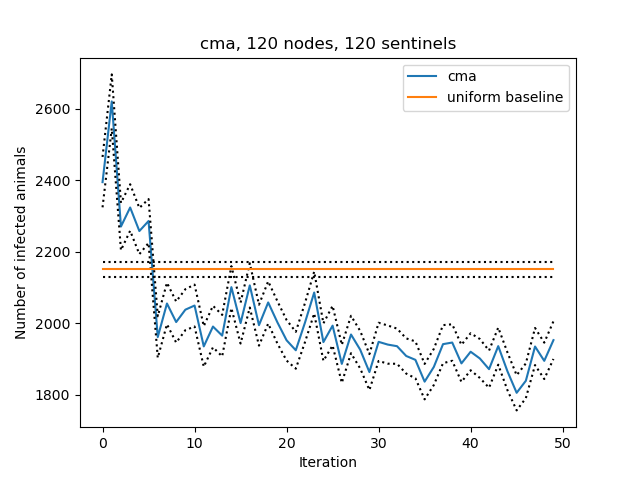 cma, 120 nodes, 120 sentinels
cma
uniform baseline
Number of infected animals
2600
2400
2200
2000
1800
0 10 20 30 40 50
Iteration